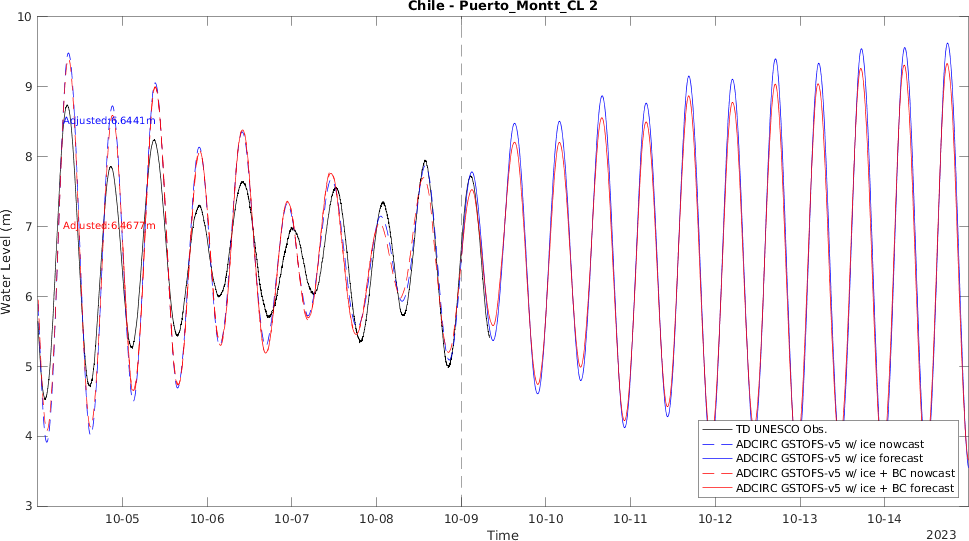 Chile - Puerto_Montt_CL 2
10
9
8
7
6
5
4
3
Water Level (m)
Adjusted:6.6441m
Adjusted:6.4677m
TD UNESCO Obs.
ADCIRC GSTOFS-v5 w/ ice nowcast
ADCIRC GSTOFS-v5 w/ ice forecast
ADCIRC GSTOFS-v5 w/ ice + BC nowcast
ADCIRC GSTOFS-v5 w/ ice + BC forecast
10-05 10-06 10-07 10-08 10-09 10-10 10-11 10-12 10-13 10-14
Time
2023